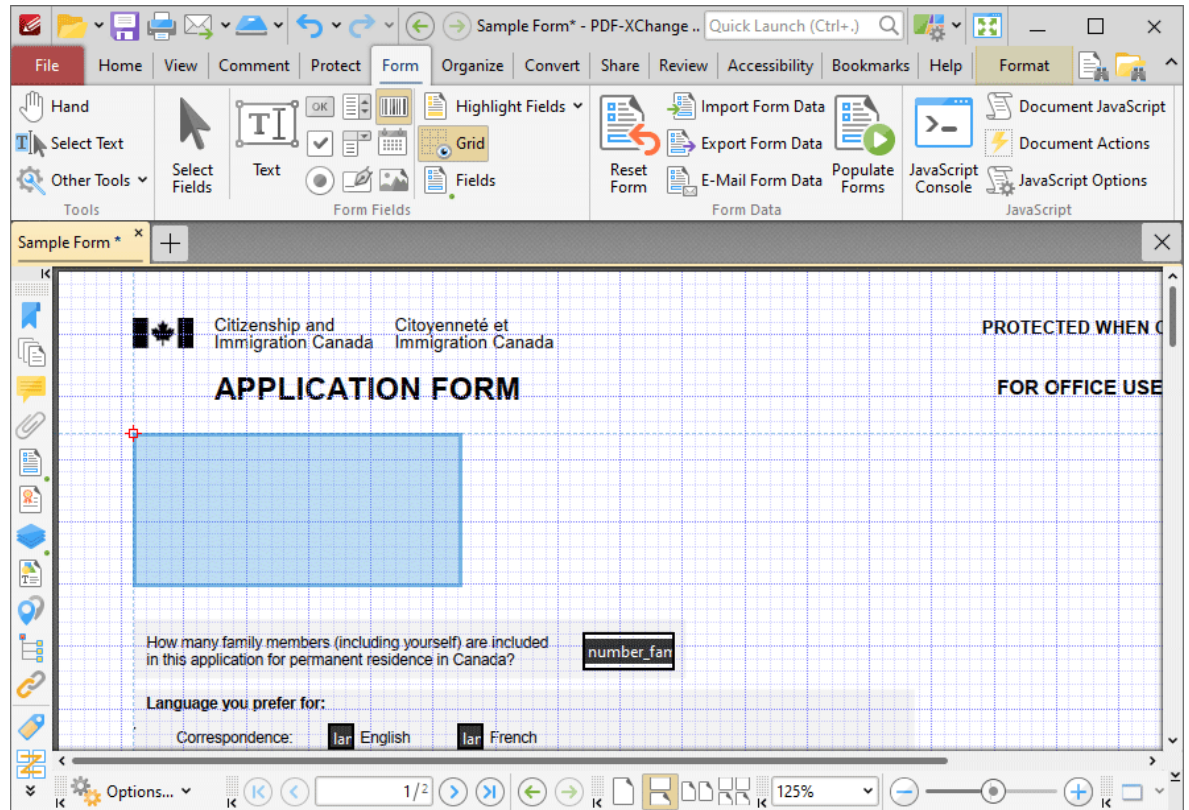 Sample Form* - PDF-XChange .. Quick Launch (Ctrl+.)
File Home View Comment Protect Form Organize Convert Share Review Accessibility Bookmarks Help Format
Hand
Select Text
Other Tools
Tools
Select Fields
Text
OK
Highlight Fields
Grid
Fields
Form Fields
Reset Form
Import Form Data
Export Form Data
E-Mail Form Data
Populate Forms
Form Data
JavaScript Console
Document JavaScript
Document Actions
JavaScript Options
JavaScript
Sample Form *
Citizenship and Citoyenneté et
Immigration Canada Immigration Canada
PROTECTED WHEN
APPLICATION FORM
FOR OFFICE USE
How many family members (including yourself) are included
in this application for permanent residence in Canada?
number_fam
Language you prefer for:
Correspondence: lar English lar French
Options... 1/2 125%